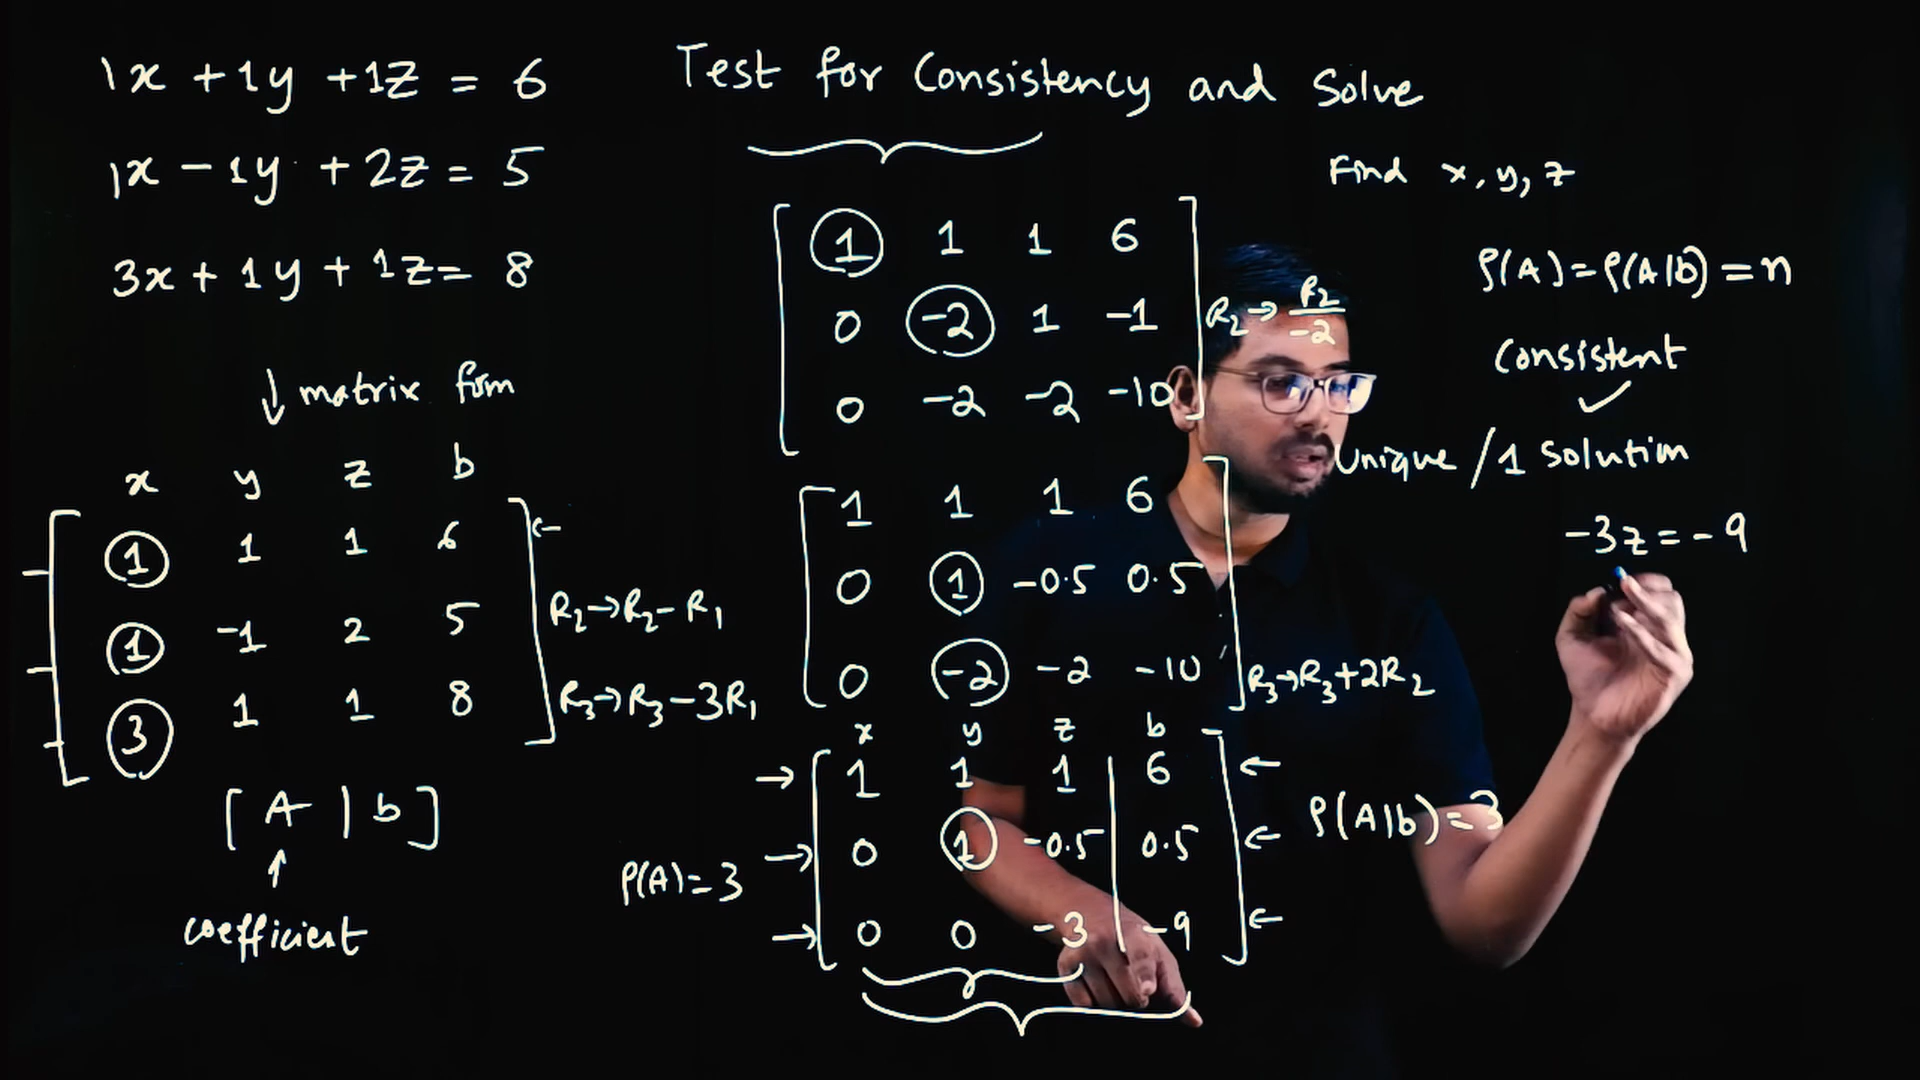 1x + 1y + 1z = 6
1x - 1y + 2z = 5
3x + 1y + 1z = 8
↓ matrix form
x y z b
1 1 1 6 ←
1 -1 2 5 R₂→R₂-R₁
3 1 1 8 R₃→R₃-3R₁
[A | b]
↑
coefficient
Test for Consistency and Solve
1 1 1 6
0 -2 1 -1 R₂→R₂/-2
0 -2 -2 -10
1 1 1 6
0 1 -0.5 0.5
0 -2 -2 -10 R₃→R₃+2R₂
x y z b
→ 1 1 1 | 6 ←
→ 0 1 -0.5 | 0.5 ←
→ 0 0 -3 | -9 ←
ρ(A)=3
ρ(A|b)=3
Find x, y, z
ρ(A)=ρ(A|b)=n
Consistent
✓
Unique / 1 Solution
-3z = -9